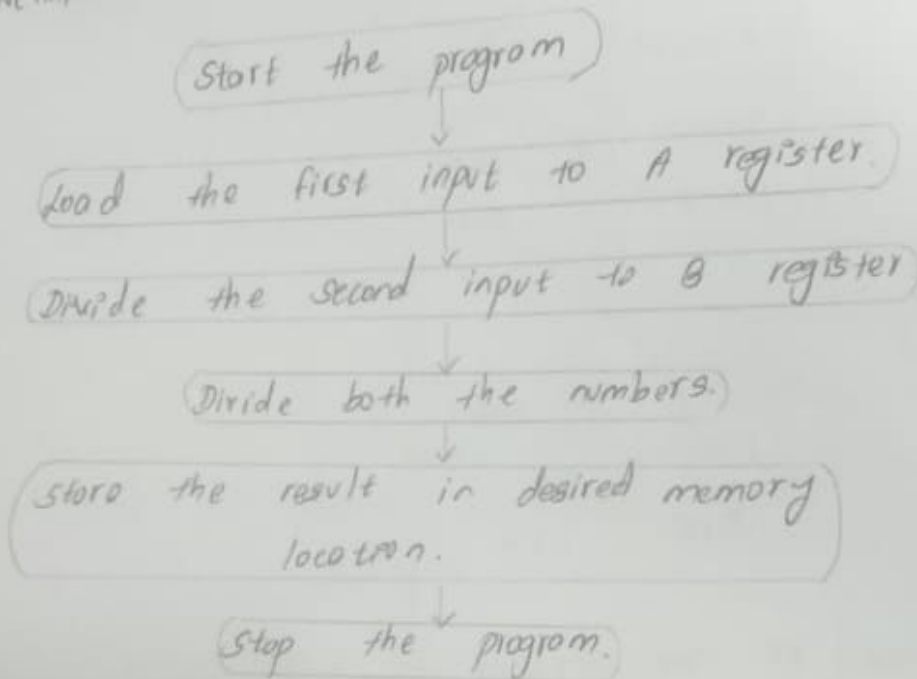 Start the program
Load the first input to A register.
Divide the second input to B register
Divide both the numbers.
Store the result in desired memory
location.
Stop the program.